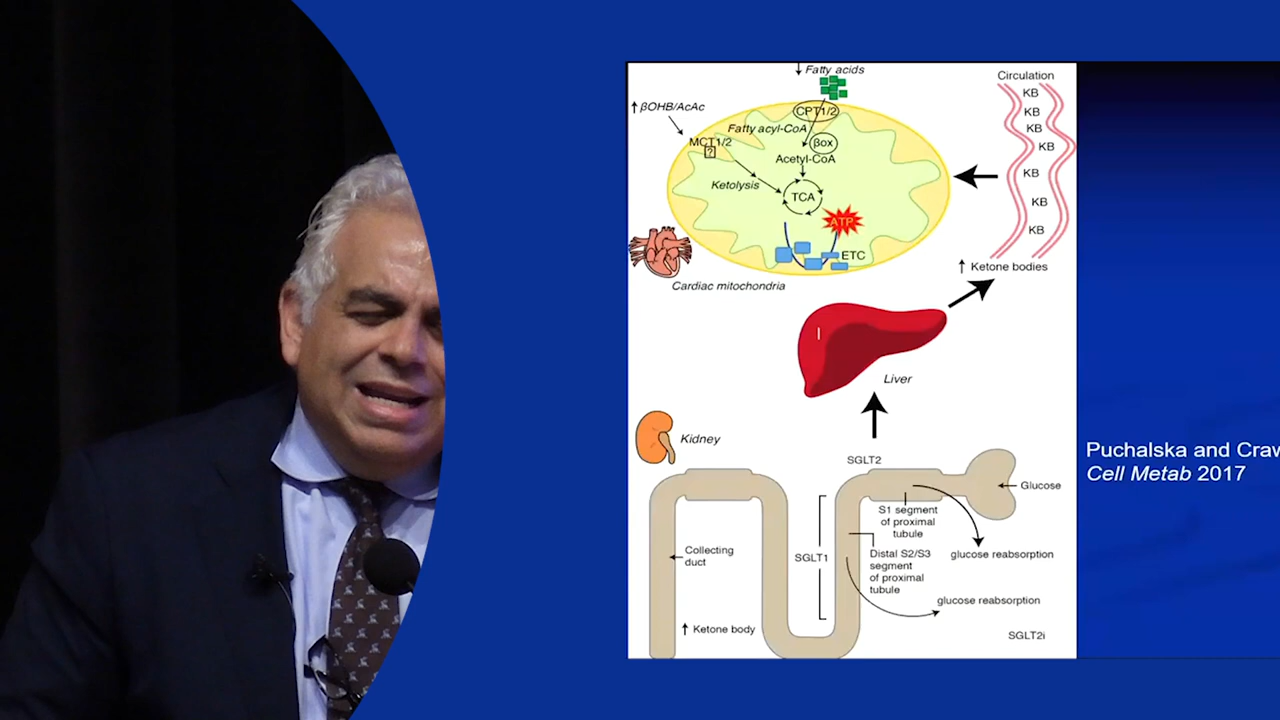 ↓ Fatty acids
Circulation
KB
↑ βOHB/AcAc
CPT1/2
KB
Fatty acyl-CoA
KB
MCT1/2
?
βox
KB
Acetyl-CoA
KB
Ketolysis
TCA
KB
ATP
KB
ETC
↑ Ketone bodies
Cardiac mitochondria
Liver
Kidney
SGLT2
Glucose
S1 segment
of proximal
tubule
Collecting
duct
SGLT1
Distal S2/S3
segment
of proximal
tubule
glucose reabsorption
glucose reabsorption
↑ Ketone body
SGLT2i
Puchalska and Craw
Cell Metab 2017